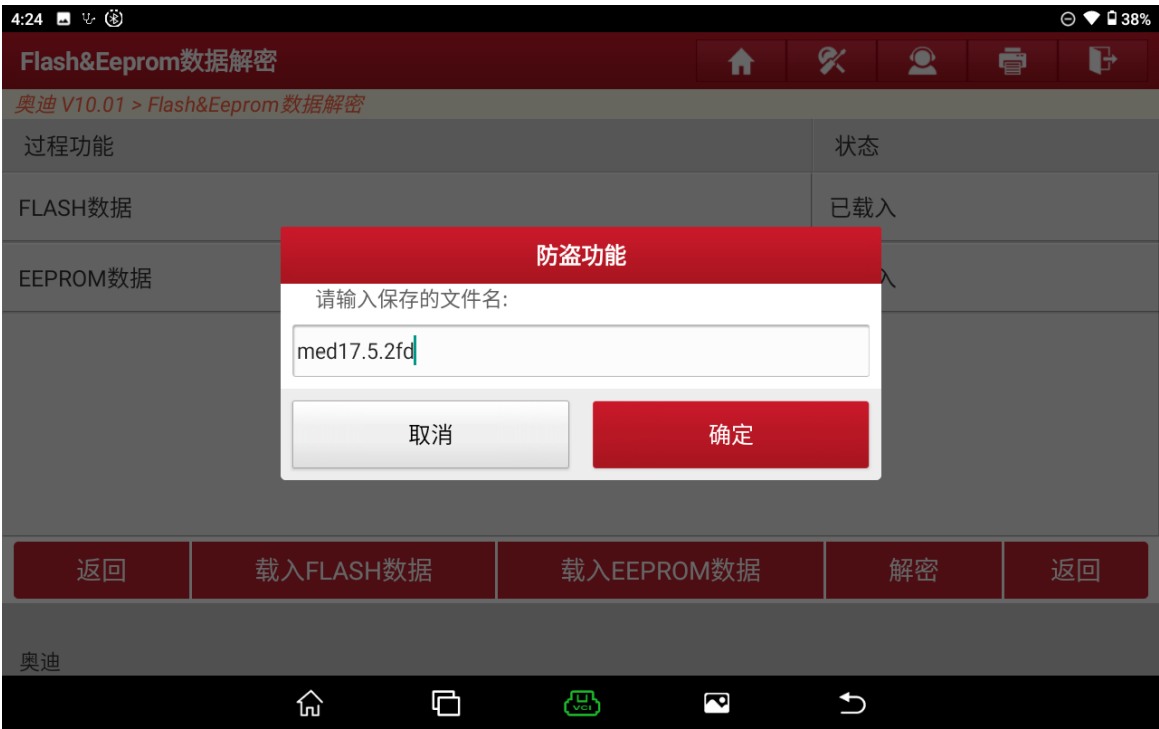 4:24
38%
Flash&Eeprom数据解密
奥迪 V10.01 > Flash&Eeprom数据解密
过程功能 状态
FLASH数据 已载入
EEPROM数据 入
防盗功能
请输入保存的文件名:
med17.5.2fd
取消 确定
返回 载入FLASH数据 载入EEPROM数据 解密 返回
奥迪
VCI